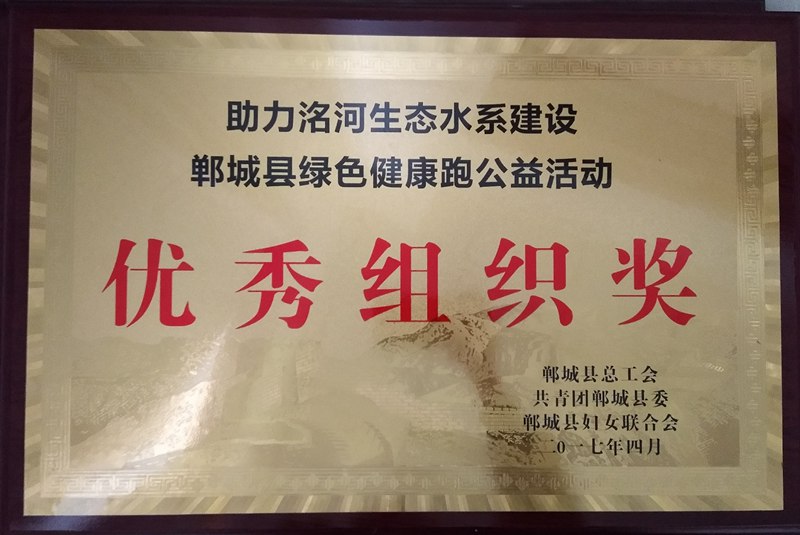 助力洺河生态水系建设
郸城县绿色健康跑公益活动
优秀组织奖
郸城县总工会
共青团郸城县委
郸城县妇女联合会
二0一七年四月